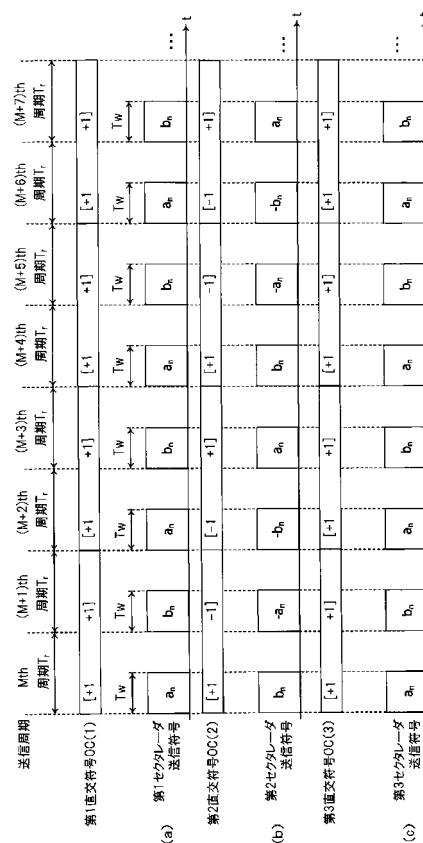 送信周期 Mth (M+1)th (M+2)th (M+3)th (M+4)th (M+5)th (M+6)th (M+7)th
周期Tr 周期Tr 周期Tr 周期Tr 周期Tr 周期Tr 周期Tr 周期Tr
第1直交符号OC(1) [+1 +1] [+1 +1] [+1 +1] [+1 +1]
Tw Tw Tw Tw Tw Tw Tw Tw
(a) 第1セクタレーダ an bn an bn an bn an bn ...
送信符号 t
第2直交符号OC(2) [+1 -1] [-1 +1] [+1 -1] [-1 +1]
(b) 第2セクタレーダ bn -an -bn an bn -an -bn an ...
送信符号 t
第3直交符号OC(3) [+1 +1] [+1 +1] [+1 +1] [+1 +1]
(c) 第3セクタレーダ an bn an bn an bn an bn ...
送信符号 t